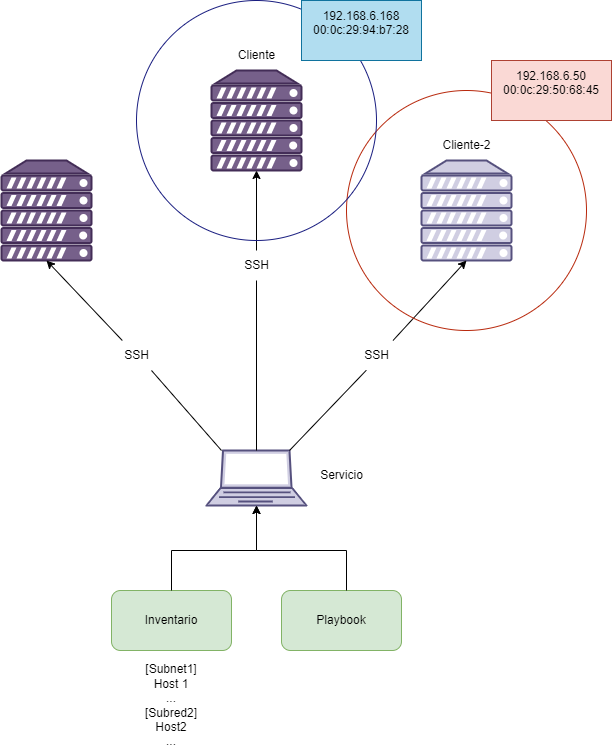 192.168.6.168
00:0c:29:94:b7:28
Cliente
192.168.6.50
00:0c:29:50:68:45
Cliente-2
SSH
SSH
SSH
Servicio
Inventario
Playbook
[Subnet1]
Host 1
...
[Subred2]
Host2
...